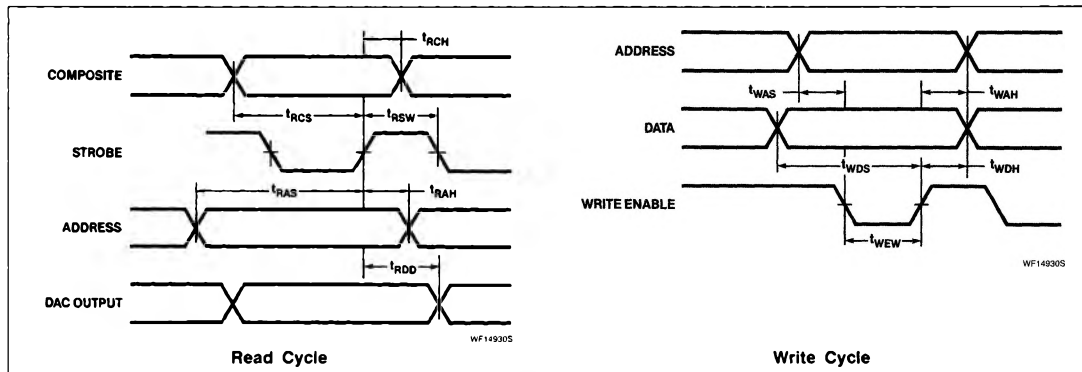 COMPOSITE
tRCH
tRCS
tRSW
STROBE
tRAS
tRAH
ADDRESS
tRDD
DAC OUTPUT
WF14930S
Read Cycle
ADDRESS
tWAS
tWAH
DATA
tWDS
tWDH
WRITE ENABLE
tWEW
WF14930S
Write Cycle